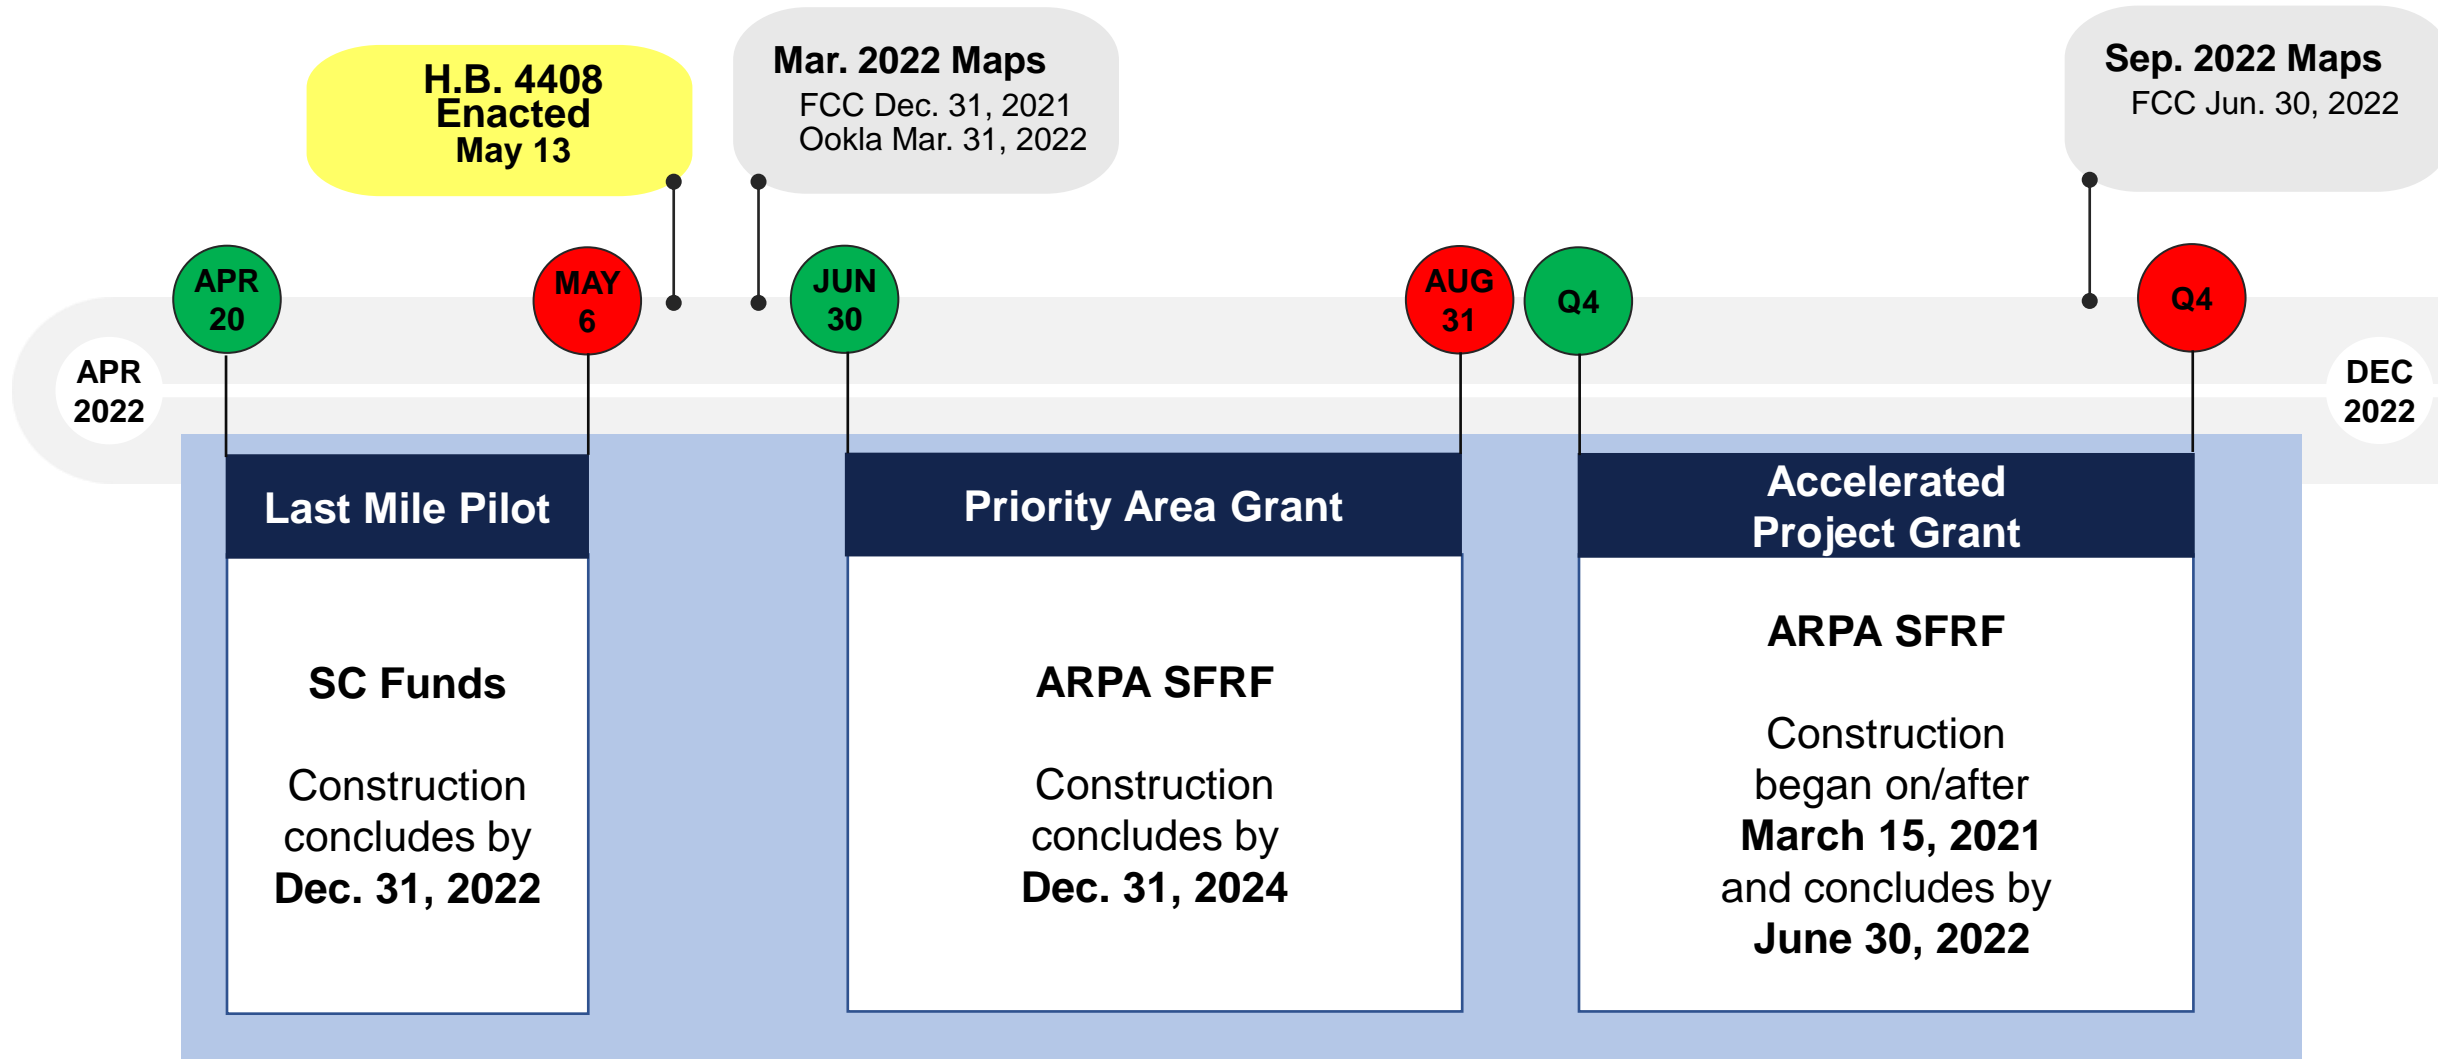 H.B. 4408
Enacted
May 13
Mar. 2022 Maps
FCC Dec. 31, 2021
Ookla Mar. 31, 2022
Sep. 2022 Maps
FCC Jun. 30, 2022
APR
20
MAY
6
JUN
30
AUG
31
Q4
Q4
APR
2022
DEC
2022
Last Mile Pilot
SC Funds
Construction
concludes by
Dec. 31, 2022
Priority Area Grant
ARPA SFRF
Construction
concludes by
Dec. 31, 2024
Accelerated
Project Grant
ARPA SFRF
Construction
began on/after
March 15, 2021
and concludes by
June 30, 2022